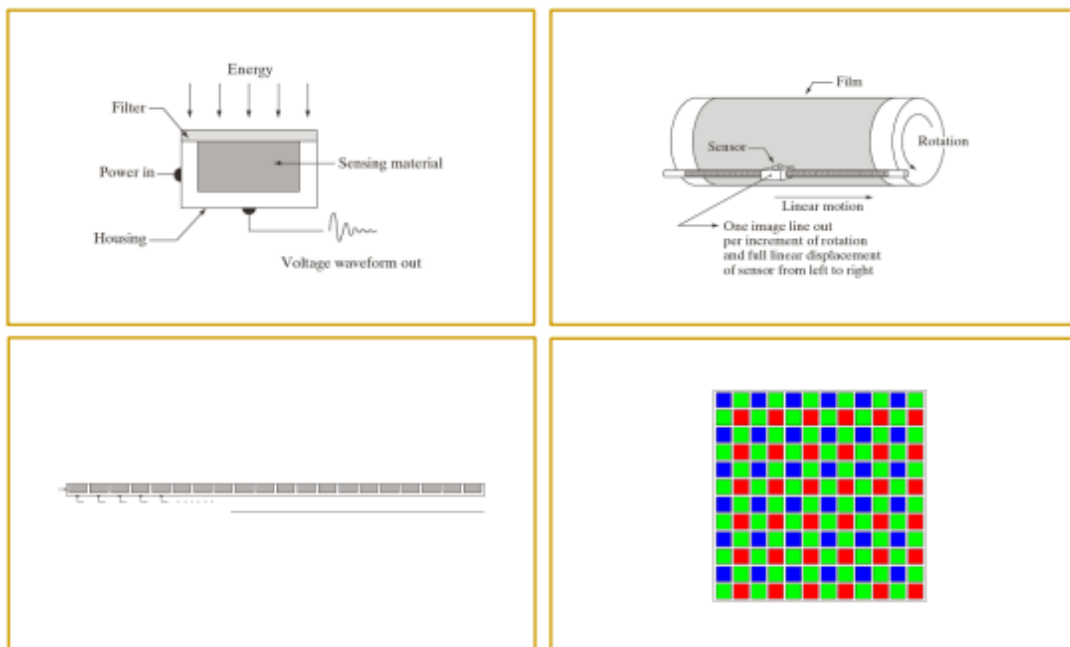 Energy
Filter
Sensing material
Power in
Housing
Voltage waveform out
Film
Rotation
Sensor
Linear motion
One image line out
per increment of rotation
and full linear displacement
of sensor from left to right